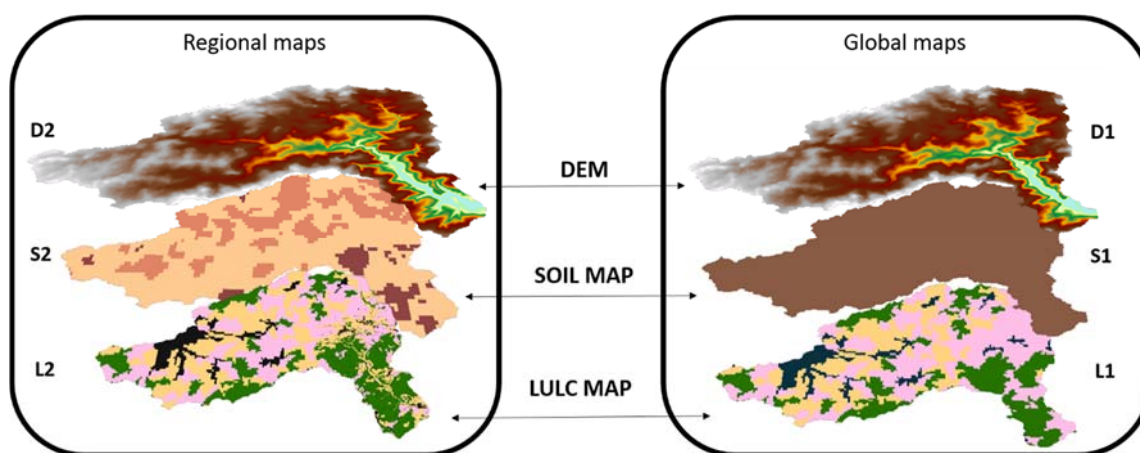 Regional maps
Global maps
D2
D1
DEM
S2
S1
SOIL MAP
L2
L1
LULC MAP